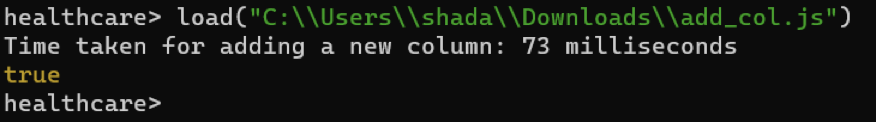 healthcare> load("C:\\Users\\shada\\Downloads\\add_col.js")
Time taken for adding a new column: 73 milliseconds
true
healthcare>